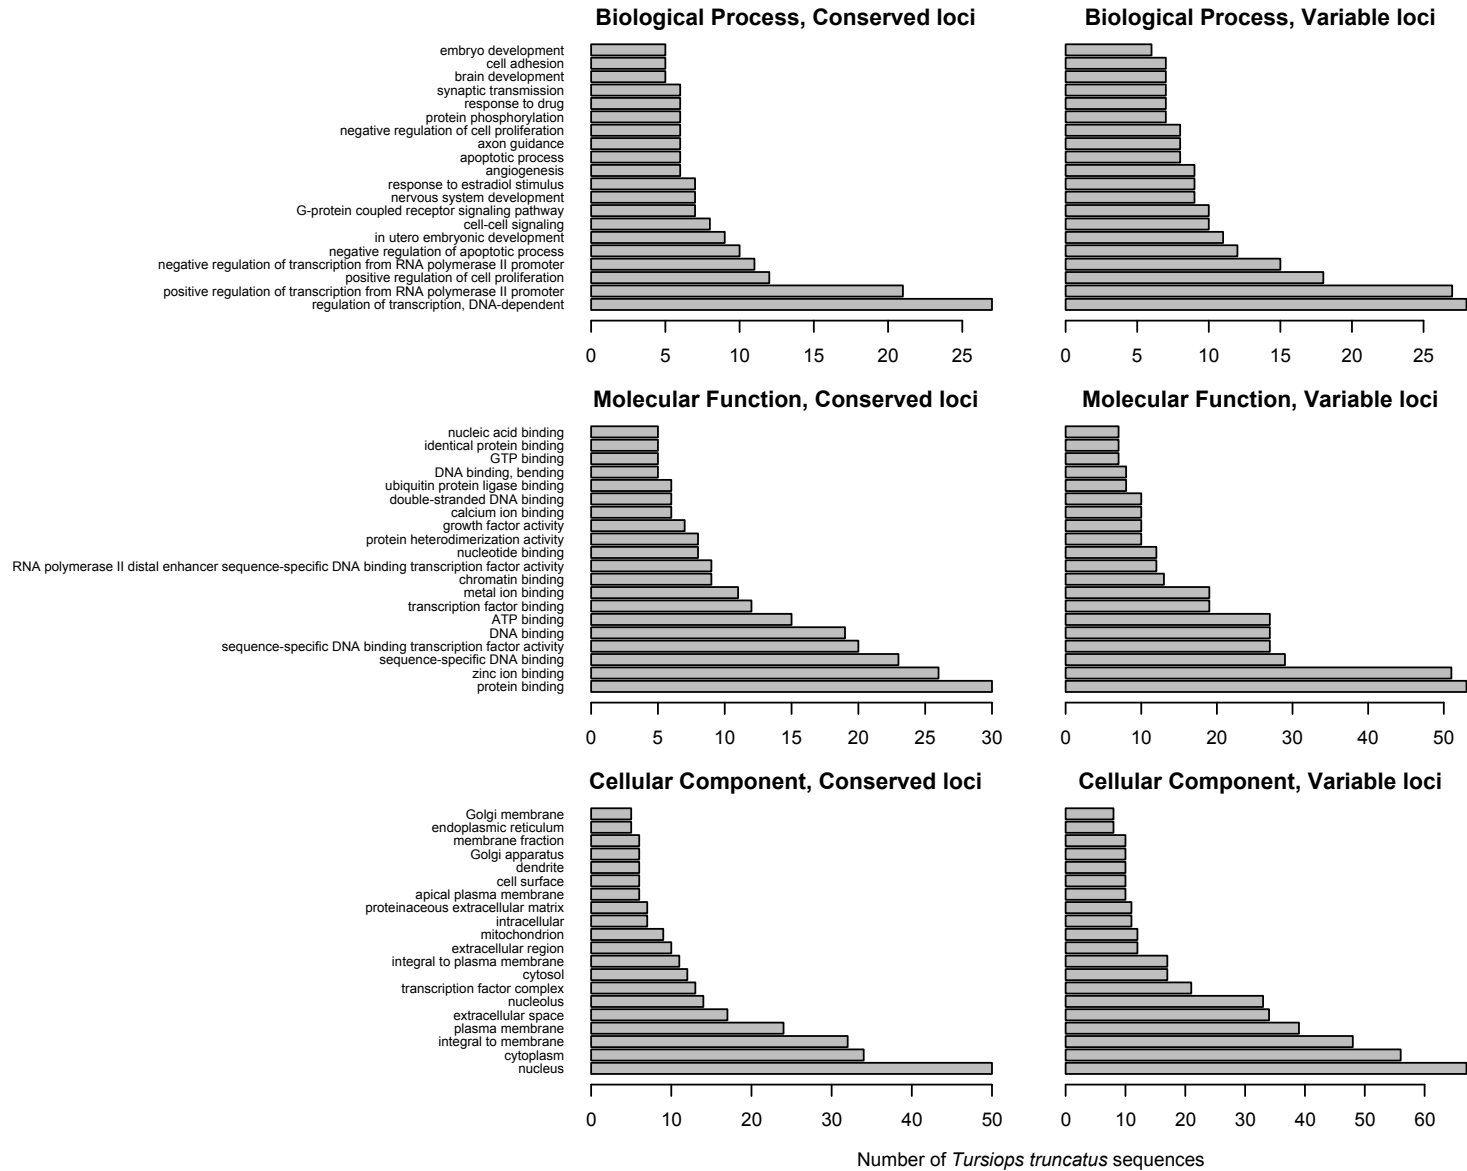 Biological Process, Conserved loci
Biological Process, Variable loci
embryo development
cell adhesion
brain development
synaptic transmission
response to drug
protein phosphorylation
negative regulation of cell proliferation
axon guidance
apoptotic process
angiogenesis
response to estradiol stimulus
nervous system development
G-protein coupled receptor signaling pathway
cell-cell signaling
in utero embryonic development
negative regulation of apoptotic process
negative regulation of transcription from RNA polymerase II promoter
positive regulation of cell proliferation
positive regulation of transcription from RNA polymerase II promoter
regulation of transcription, DNA-dependent
0 5 10 15 20 25
0 5 10 15 20 25
Molecular Function, Conserved loci
Molecular Function, Variable loci
nucleic acid binding
identical protein binding
GTP binding
DNA binding, bending
ubiquitin protein ligase binding
double-stranded DNA binding
calcium ion binding
growth factor activity
protein heterodimerization activity
nucleotide binding
RNA polymerase II distal enhancer sequence-specific DNA binding transcription factor activity
chromatin binding
metal ion binding
transcription factor binding
ATP binding
DNA binding
sequence-specific DNA binding transcription factor activity
sequence-specific DNA binding
zinc ion binding
protein binding
0 5 10 15 20 25 30
0 10 20 30 40 50
Cellular Component, Conserved loci
Cellular Component, Variable loci
Golgi membrane
endoplasmic reticulum
membrane fraction
Golgi apparatus
dendrite
cell surface
apical plasma membrane
proteinaceous extracellular matrix
intracellular
mitochondrion
extracellular region
integral to plasma membrane
cytosol
transcription factor complex
nucleolus
extracellular space
plasma membrane
integral to membrane
cytoplasm
nucleus
0 10 20 30 40 50
0 10 20 30 40 50 60
Number of Tursiops truncatus sequences